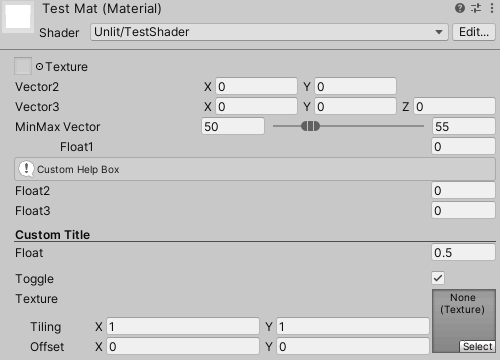 Test Mat (Material)
Shader Unlit/TestShader Edit...
Texture
Vector2 X 0 Y 0
Vector3 X 0 Y 0 Z 0
MinMax Vector 50 55
Float1 0
Custom Help Box
Float2 0
Float3 0
Custom Title
Float 0.5
Toggle
Texture None
(Texture)
Tiling X 1 Y 1
Offset X 0 Y 0 Select